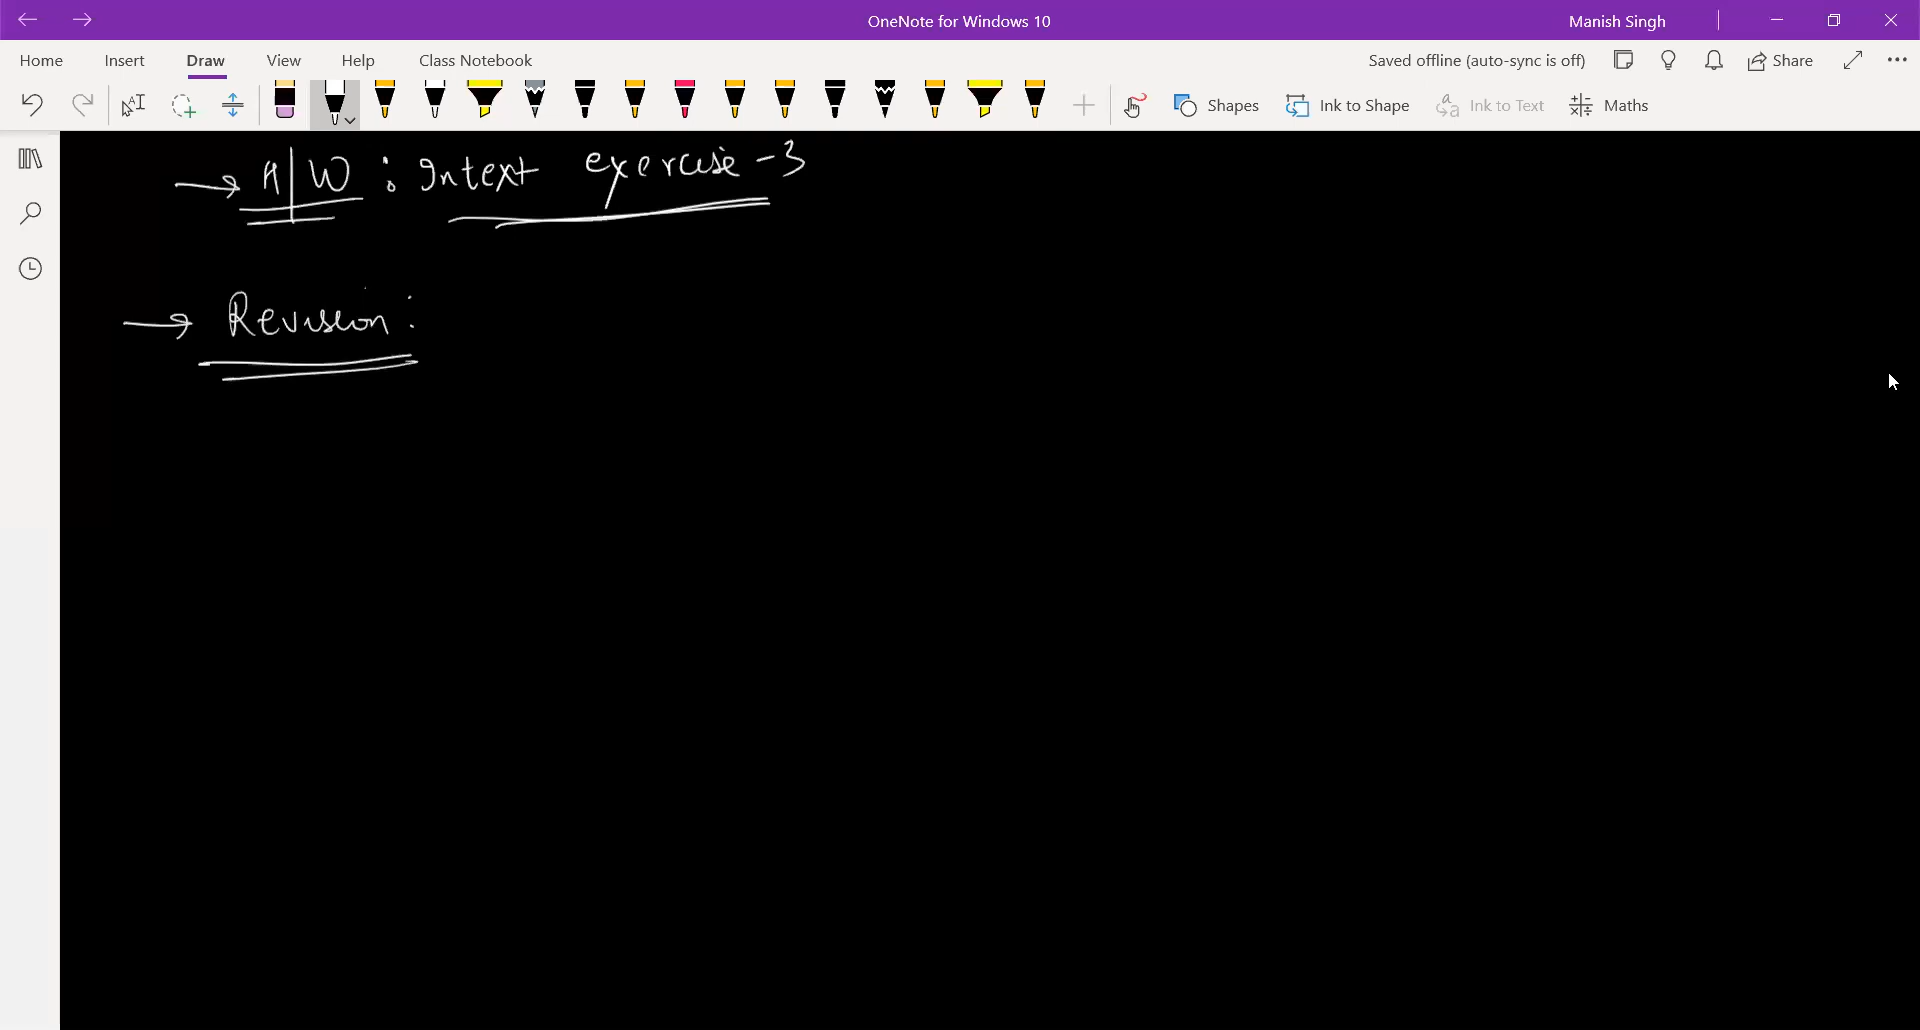 OneNote for Windows 10 Manish Singh
Home Insert Draw View Help Class Notebook Saved offline (auto-sync is off) Share
Shapes Ink to Shape Ink to Text Maths
→ H|W : Intext exercise -3
→ Revision :